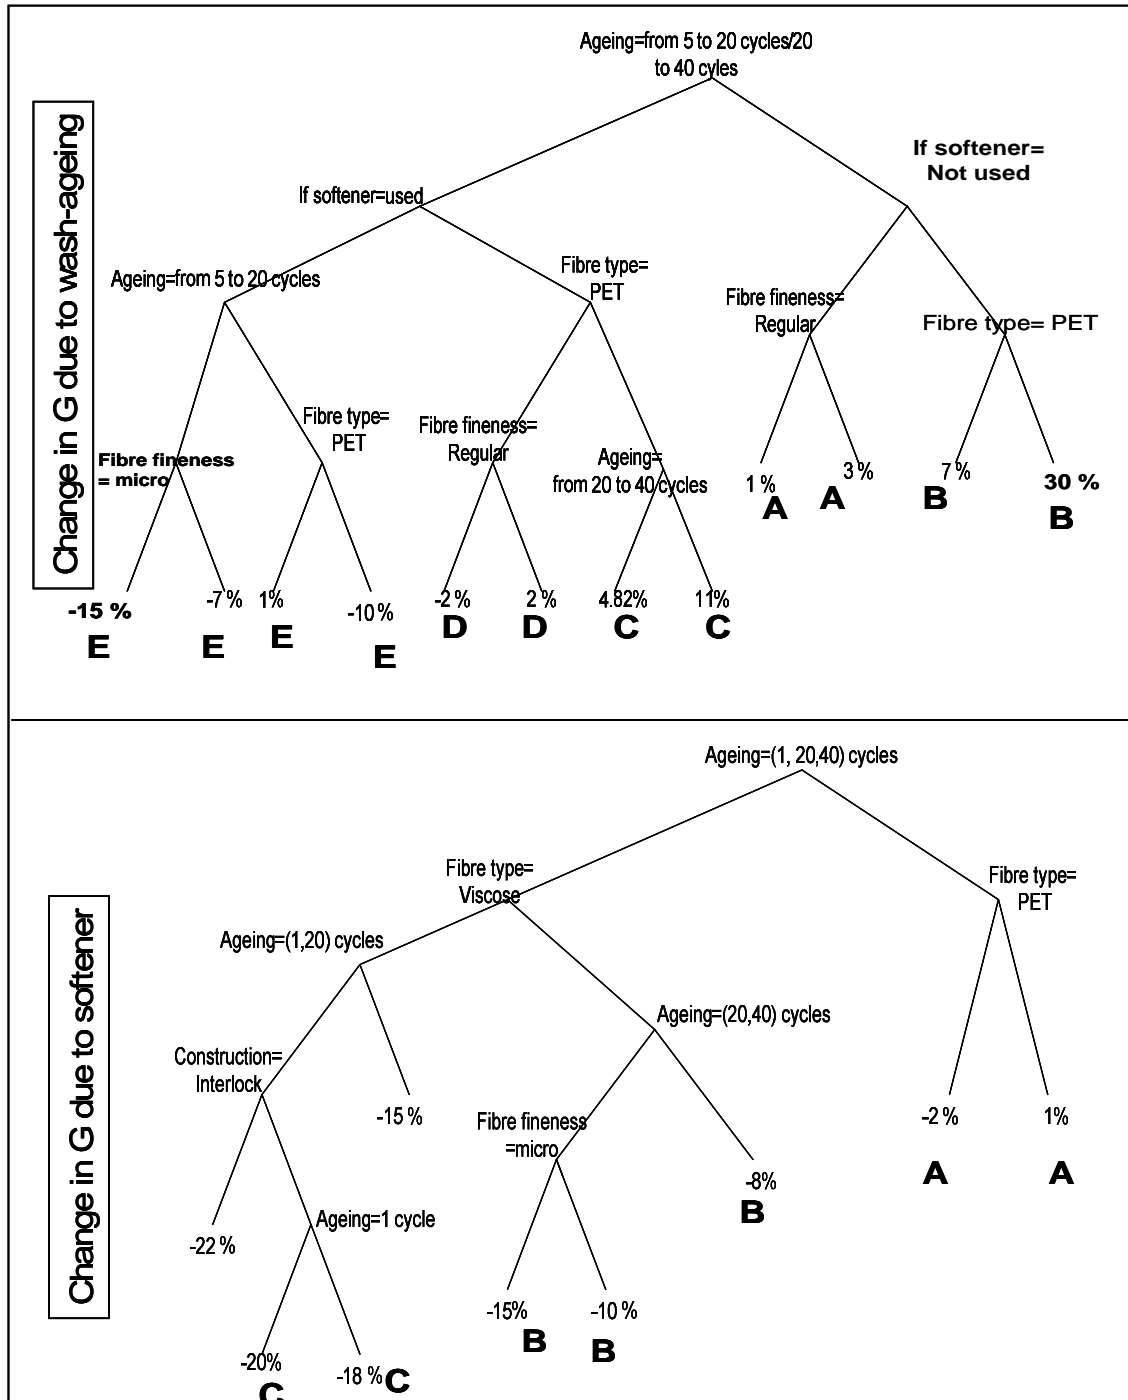 Change in G due to wash-ageing
Ageing=from 5 to 20 cycles/20
to 40 cyles
If softener=
Not used
If softener=used
Ageing=from 5 to 20 cycles
Fibre type=
PET
Fibre fineness=
Regular
Fibre type= PET
Fibre fineness
= micro
Fibre type=
PET
Fibre fineness=
Regular
Ageing=
from 20 to 40 cycles
1 %
A
3 %
A
7 %
B
30 %
B
-15 %
E
-7 %
E
1%
E
-10 %
E
-2 %
D
2 %
D
4.82%
C
11%
C
Change in G due to softener
Ageing=(1, 20,40) cycles
Fibre type=
Viscose
Fibre type=
PET
Ageing=(1,20) cycles
Ageing=(20,40) cycles
Construction=
Interlock
-15 %
Fibre fineness
=micro
-8%
B
-2 %
A
1%
A
-22 %
Ageing=1 cycle
-15%
B
-10 %
B
-20%
C
-18 %
C